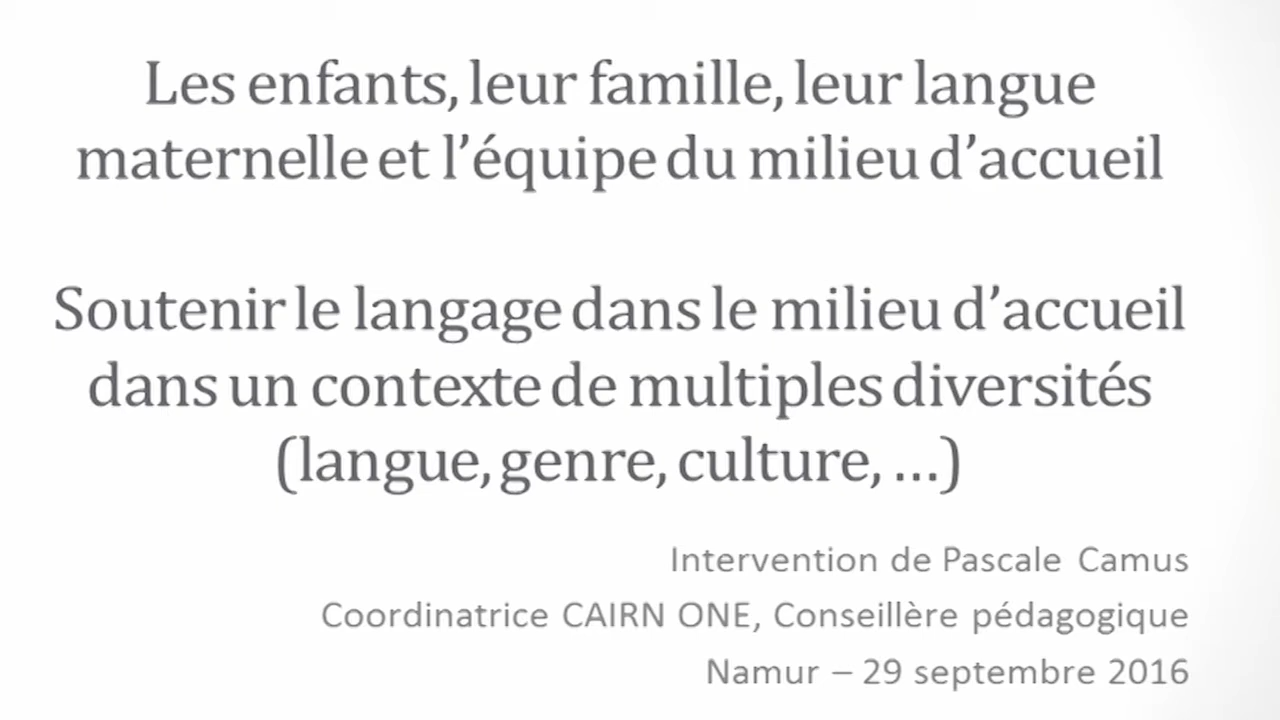 Les enfants, leur famille, leur langue
maternelle et l’équipe du milieu d’accueil
Soutenir le langage dans le milieu d’accueil
dans un contexte de multiples diversités
(langue, genre, culture, …)
Intervention de Pascale Camus
Coordinatrice CAIRN ONE, Conseillère pédagogique
Namur – 29 septembre 2016